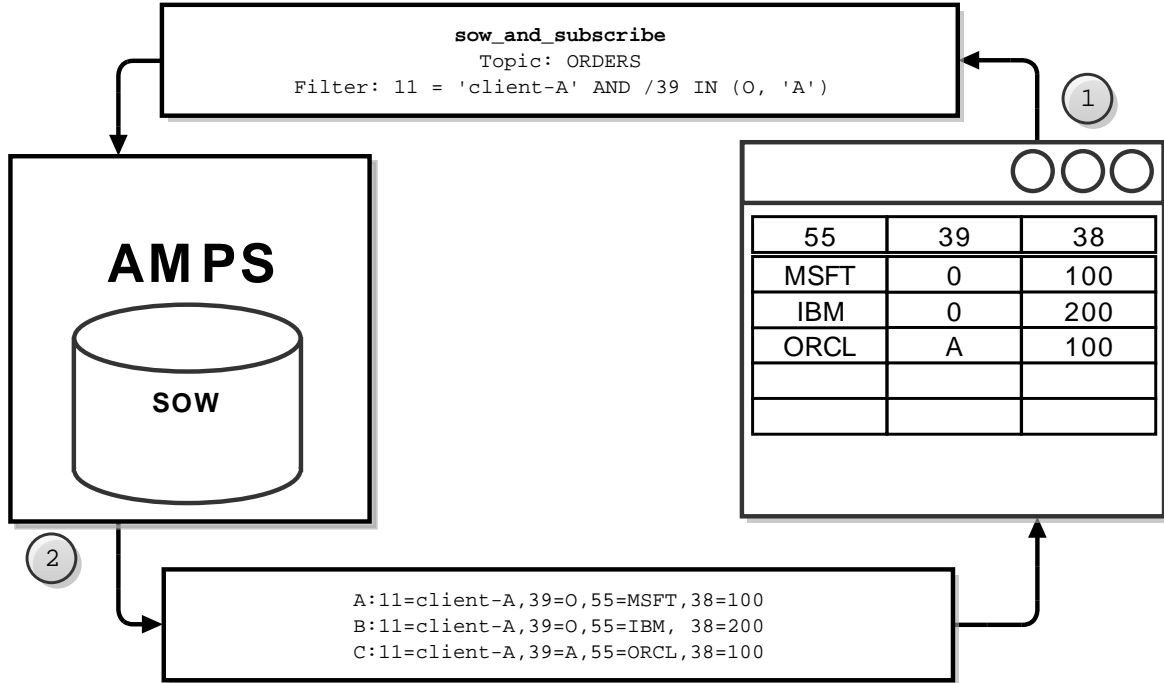 sow_and_subscribe
Topic: ORDERS
Filter: 11 = 'client-A' AND /39 IN (O, 'A')
1
AMPS
SOW
55 39 38
MSFT 0 100
IBM 0 200
ORCL A 100
2
A:11=client-A,39=O,55=MSFT,38=100
B:11=client-A,39=O,55=IBM, 38=200
C:11=client-A,39=A,55=ORCL,38=100